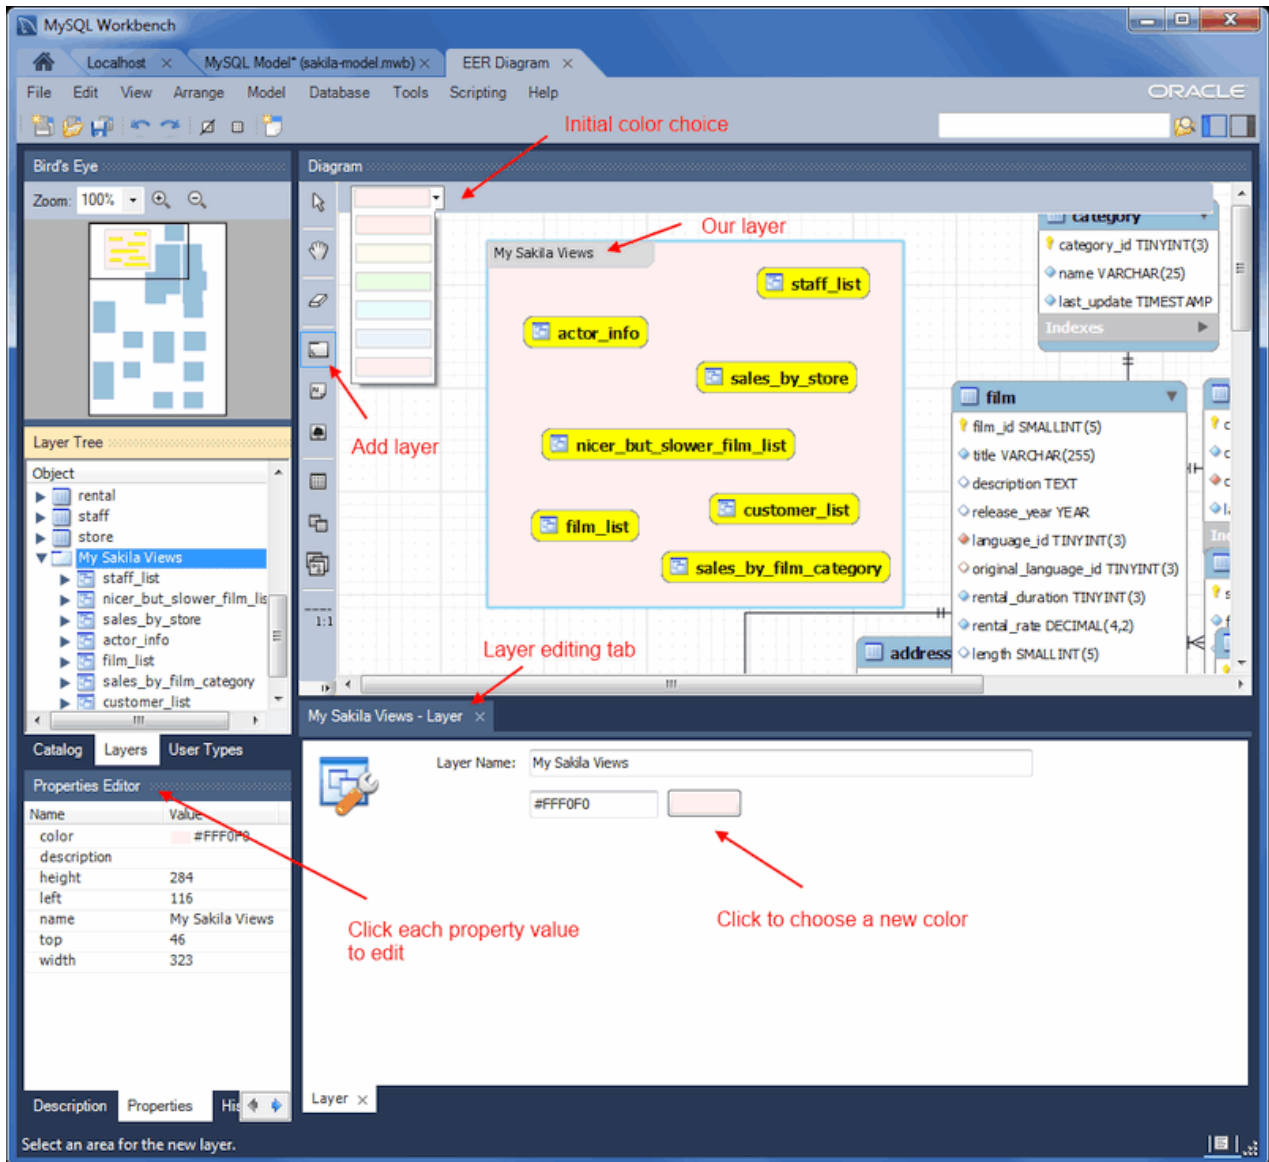 MySQL Workbench
Localhost
MySQL Model* (sakila-model.mwb)
EER Diagram
File Edit View Arrange Model Database Tools Scripting Help
ORACLE
Initial color choice
Bird's Eye
Diagram
Zoom: 100%
Our layer
My Sakila Views
category
category_id TINYINT(3)
name VARCHAR(25)
last_update TIMESTAMP
Indexes
staff_list
actor_info
sales_by_store
nicer_but_slower_film_list
customer_list
film_list
sales_by_film_category
Add layer
film
film_id SMALLINT(5)
title VARCHAR(255)
description TEXT
release_year YEAR
language_id TINYINT(3)
original_language_id TINYINT(3)
rental_duration TINYINT(3)
rental_rate DECIMAL(4,2)
length SMALLINT(5)
address
1:1
Layer Tree
Object
rental
staff
store
My Sakila Views
staff_list
nicer_but_slower_film_lis
sales_by_store
actor_info
film_list
sales_by_film_category
customer_list
Catalog Layers User Types
Layer editing tab
My Sakila Views - Layer
Layer Name: My Sakila Views
#FFF0F0
Click to choose a new color
Properties Editor
Name Value
color #FFF0F0
description
height 284
left 116
name My Sakila Views
top 46
width 323
Click each property value
to edit
Description Properties His
Layer
Select an area for the new layer.